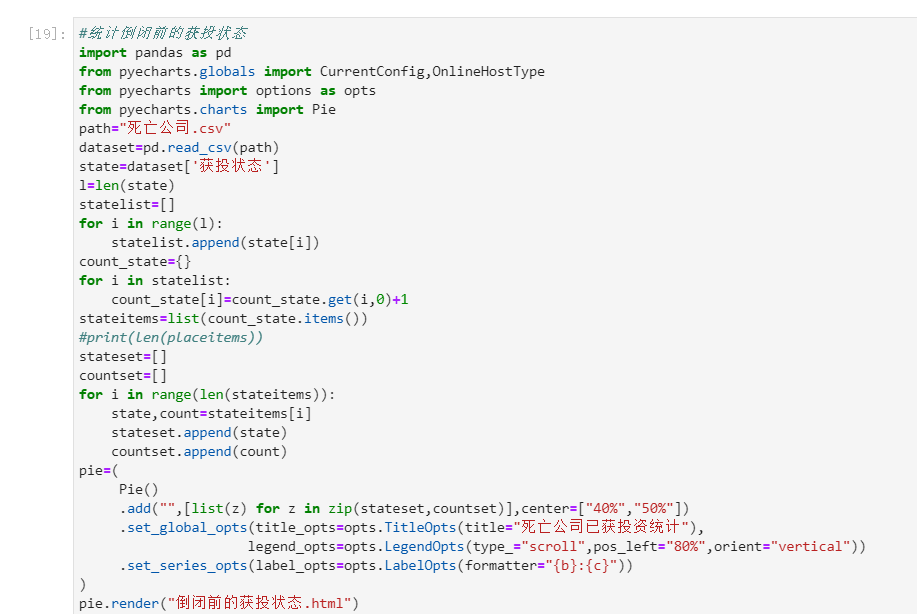 [19]: #统计倒闭前的获投状态
import pandas as pd
from pyecharts.globals import CurrentConfig,OnlineHostType
from pyecharts import options as opts
from pyecharts.charts import Pie
path="死亡公司.csv"
dataset=pd.read_csv(path)
state=dataset['获投状态']
l=len(state)
statelist=[]
for i in range(l):
    statelist.append(state[i])
count_state={}
for i in statelist:
    count_state[i]=count_state.get(i,0)+1
stateitems=list(count_state.items())
#print(len(placeitems))
stateset=[]
countset=[]
for i in range(len(stateitems)):
    state,count=stateitems[i]
    stateset.append(state)
    countset.append(count)
pie=(
     Pie()
     .add("",[list(z) for z in zip(stateset,countset)],center=["40%","50%"])
     .set_global_opts(title_opts=opts.TitleOpts(title="死亡公司已获投资统计"),
                     legend_opts=opts.LegendOpts(type_="scroll",pos_left="80%",orient="vertical"))
     .set_series_opts(label_opts=opts.LabelOpts(formatter="{b}:{c}"))
)
pie.render("倒闭前的获投状态.html")